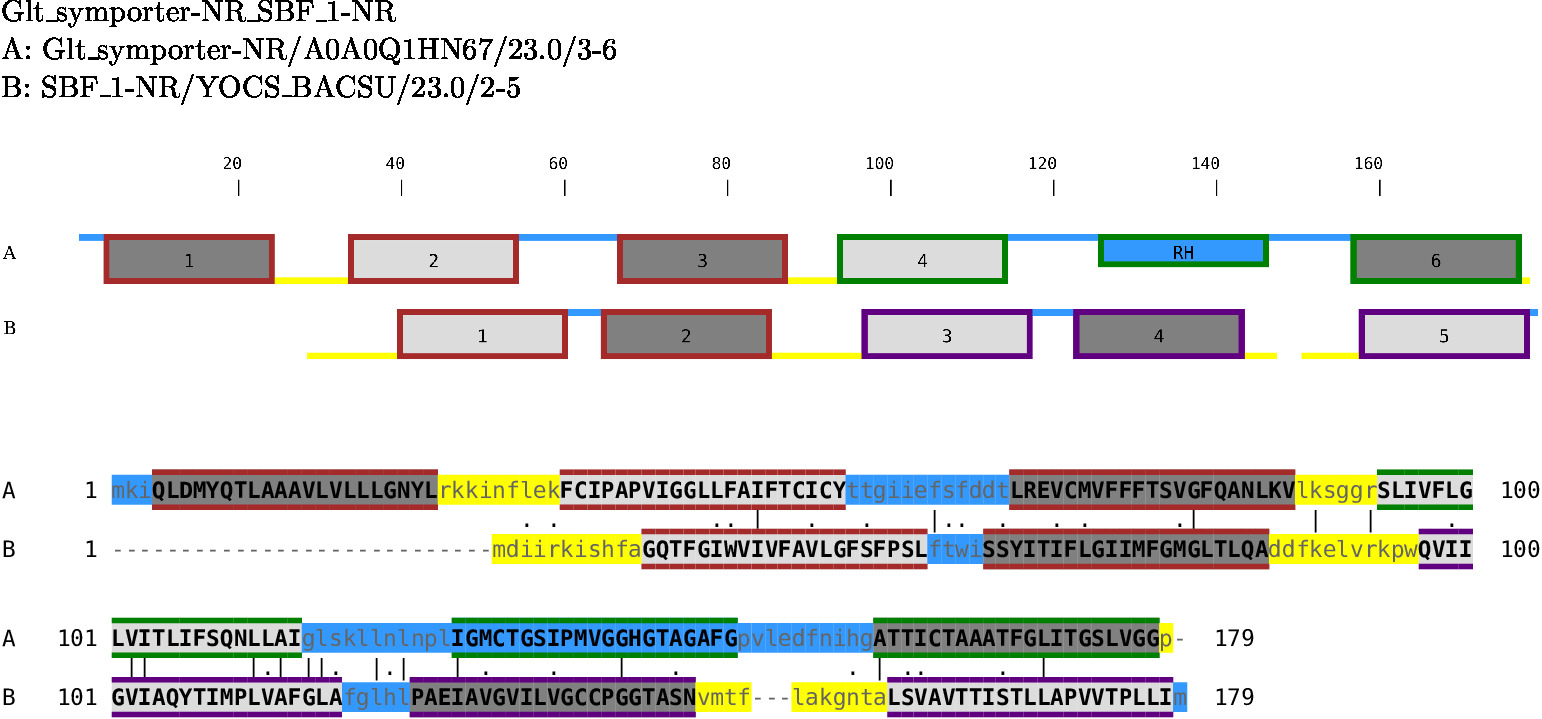 Glt_symporter-NR_SBF_1-NR
A: Glt_symporter-NR/A0A0Q1HN67/23.0/3-6
B: SBF_1-NR/YOCS_BACSU/23.0/2-5
20 40 60 80 100 120 140 160
A 1 2 3 4 RH 6
B 1 2 3 4 5
A 1 mkiQLDMYQTLAAAVLVLLLGNYLrkkinflekFCIPAPVIGGLLFAIFTCICYttgiiefsfddtLREVCMVFFFTSVGFQANLKVlksggrSLIVFLG 100
. . .. | . . | .. . . . . | | | .
B 1 ----------------------------mdiirkishfaGQTFGIWVIVFAVLGFSFPSLftwiSSYITIFLGIIMFGMGLTLQAddfkelvrkpwQVII 100
A 101 LVITLIFSQNLLAIglskllnlnplIGMCTGSIPMVGGHGTAGAFGpvledfnihgATTICTAAATFGLITGSLVGGp- 179
|| | . | || . | . | | . . | . . | .. . |
B 101 GVIAQYTIMPLVAFGLAfglhlPAEIAVGVILVGCCPGGTASNvmtf---lakgntaLSVAVTTISTLLAPVVTPLLIm 179